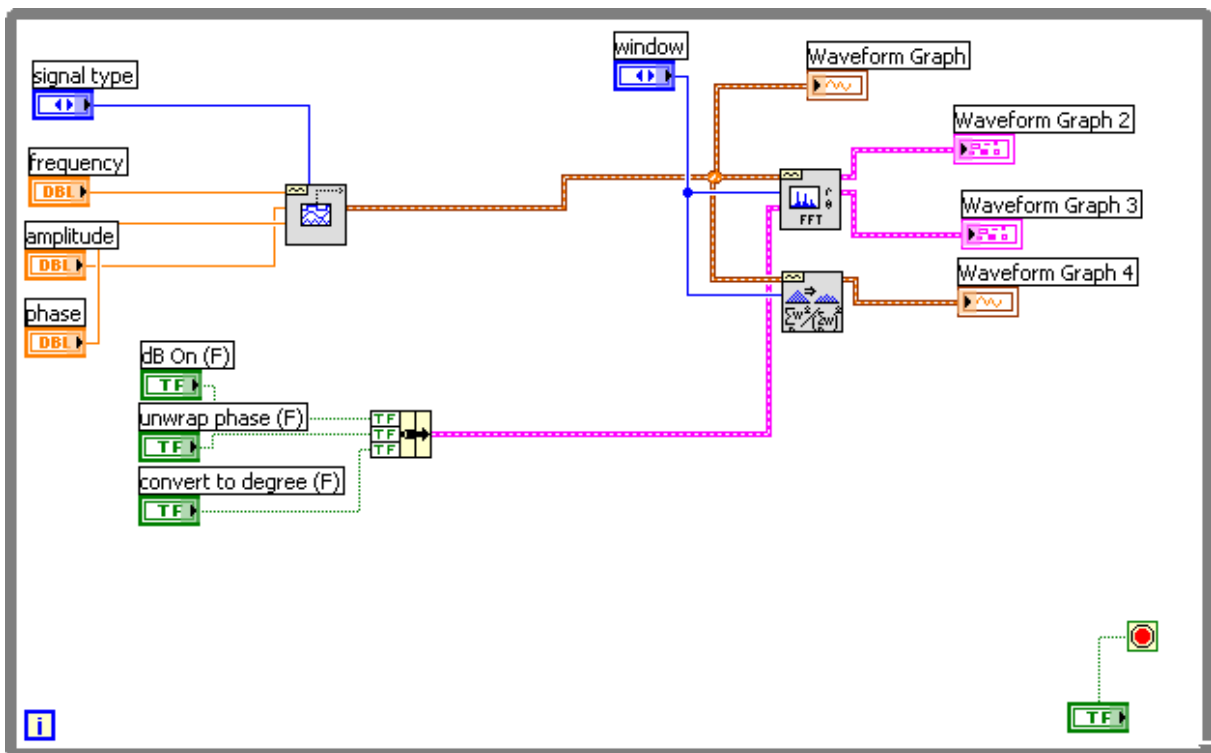 signal type
frequency
DBL
amplitude
DBL
phase
DBL
dB On (F)
TF
unwrap phase (F)
TF
convert to degree (F)
TF
TF
TF
TF
window
FFT
r
θ
Waveform Graph
Waveform Graph 2
Waveform Graph 3
Waveform Graph 4
TF
i